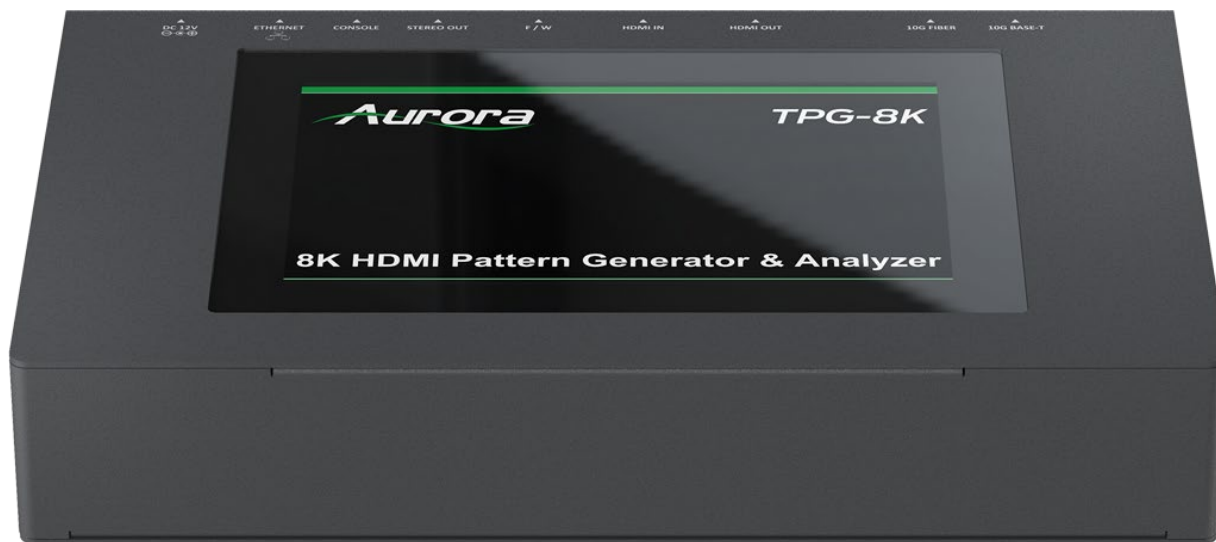 DC 12V
ETHERNET
CONSOLE
STEREO OUT
F / W
HDMI IN
HDMI OUT
10G FIBER
10G BASE-T
Aurora
TPG-8K
8K HDMI Pattern Generator & Analyzer